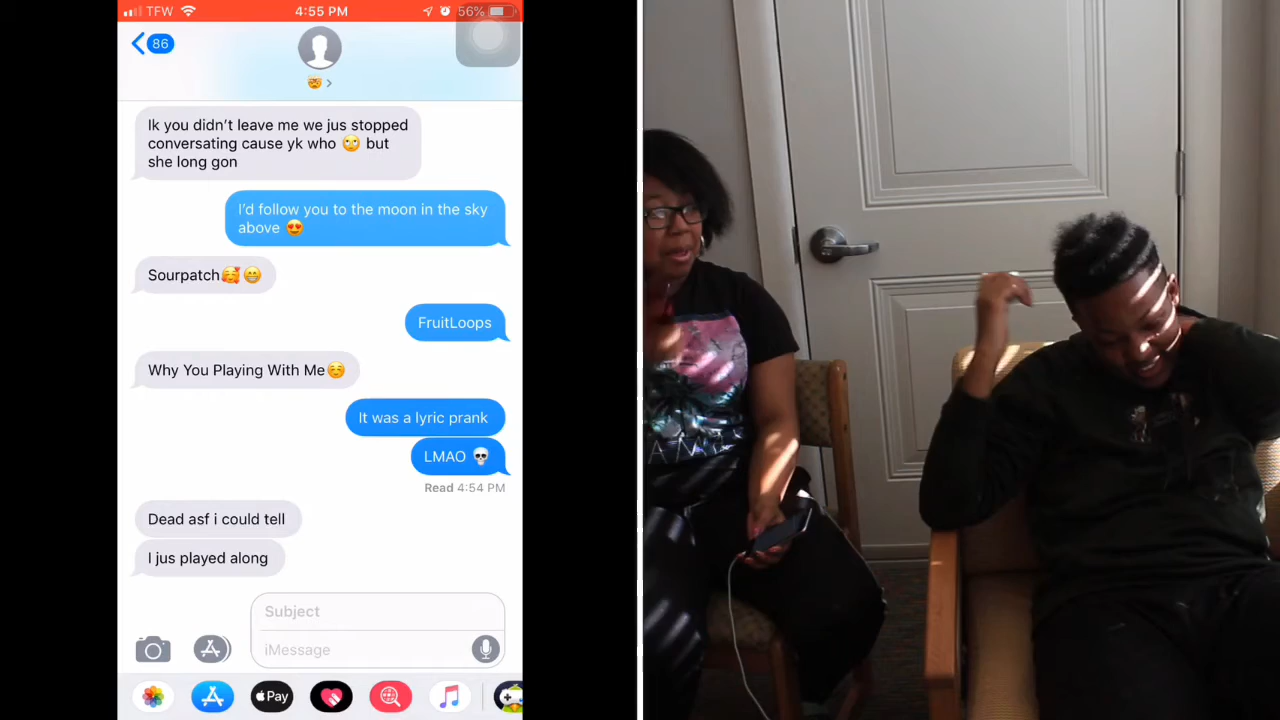 TFW 4:55 PM 56%
86
🤯 >
Ik you didn't leave me we jus stopped
conversating cause yk who 🙄 but
she long gon
I'd follow you to the moon in the sky
above 😍
Sourpatch🥰😁
FruitLoops
Why You Playing With Me☺️
It was a lyric prank
LMAO 💀
Read 4:54 PM
Dead asf i could tell
I jus played along
Subject
iMessage
Pay